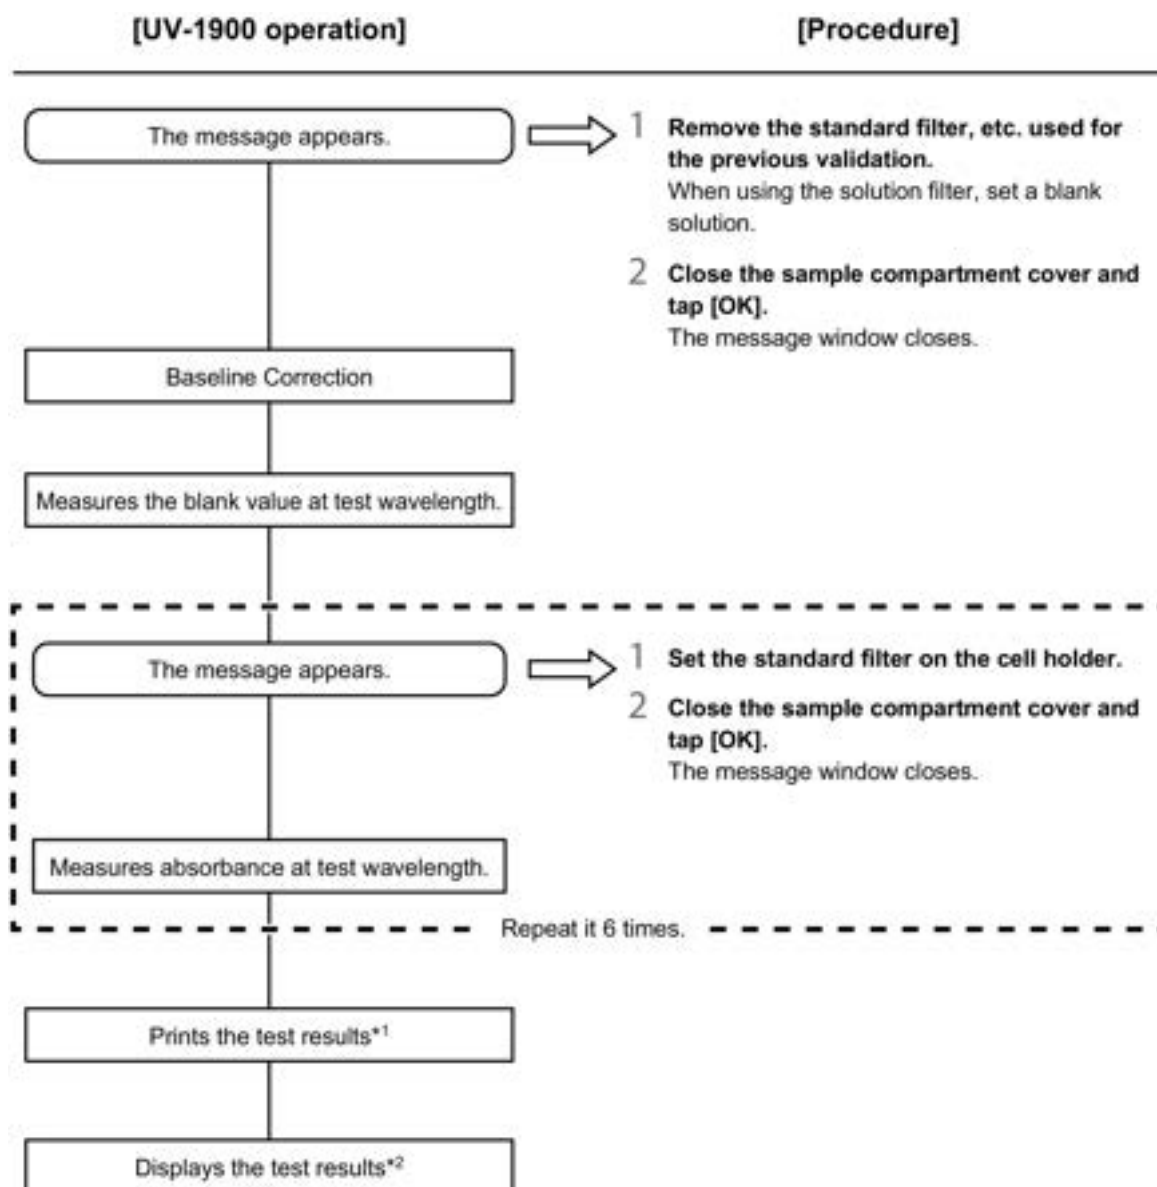 [UV-1900 operation]
[Procedure]
The message appears.
1 Remove the standard filter, etc. used for
the previous validation.
When using the solution filter, set a blank
solution.
2 Close the sample compartment cover and
tap [OK].
The message window closes.
Baseline Correction
Measures the blank value at test wavelength.
The message appears.
1 Set the standard filter on the cell holder.
2 Close the sample compartment cover and
tap [OK].
The message window closes.
Measures absorbance at test wavelength.
Repeat it 6 times.
Prints the test results*1
Displays the test results*2